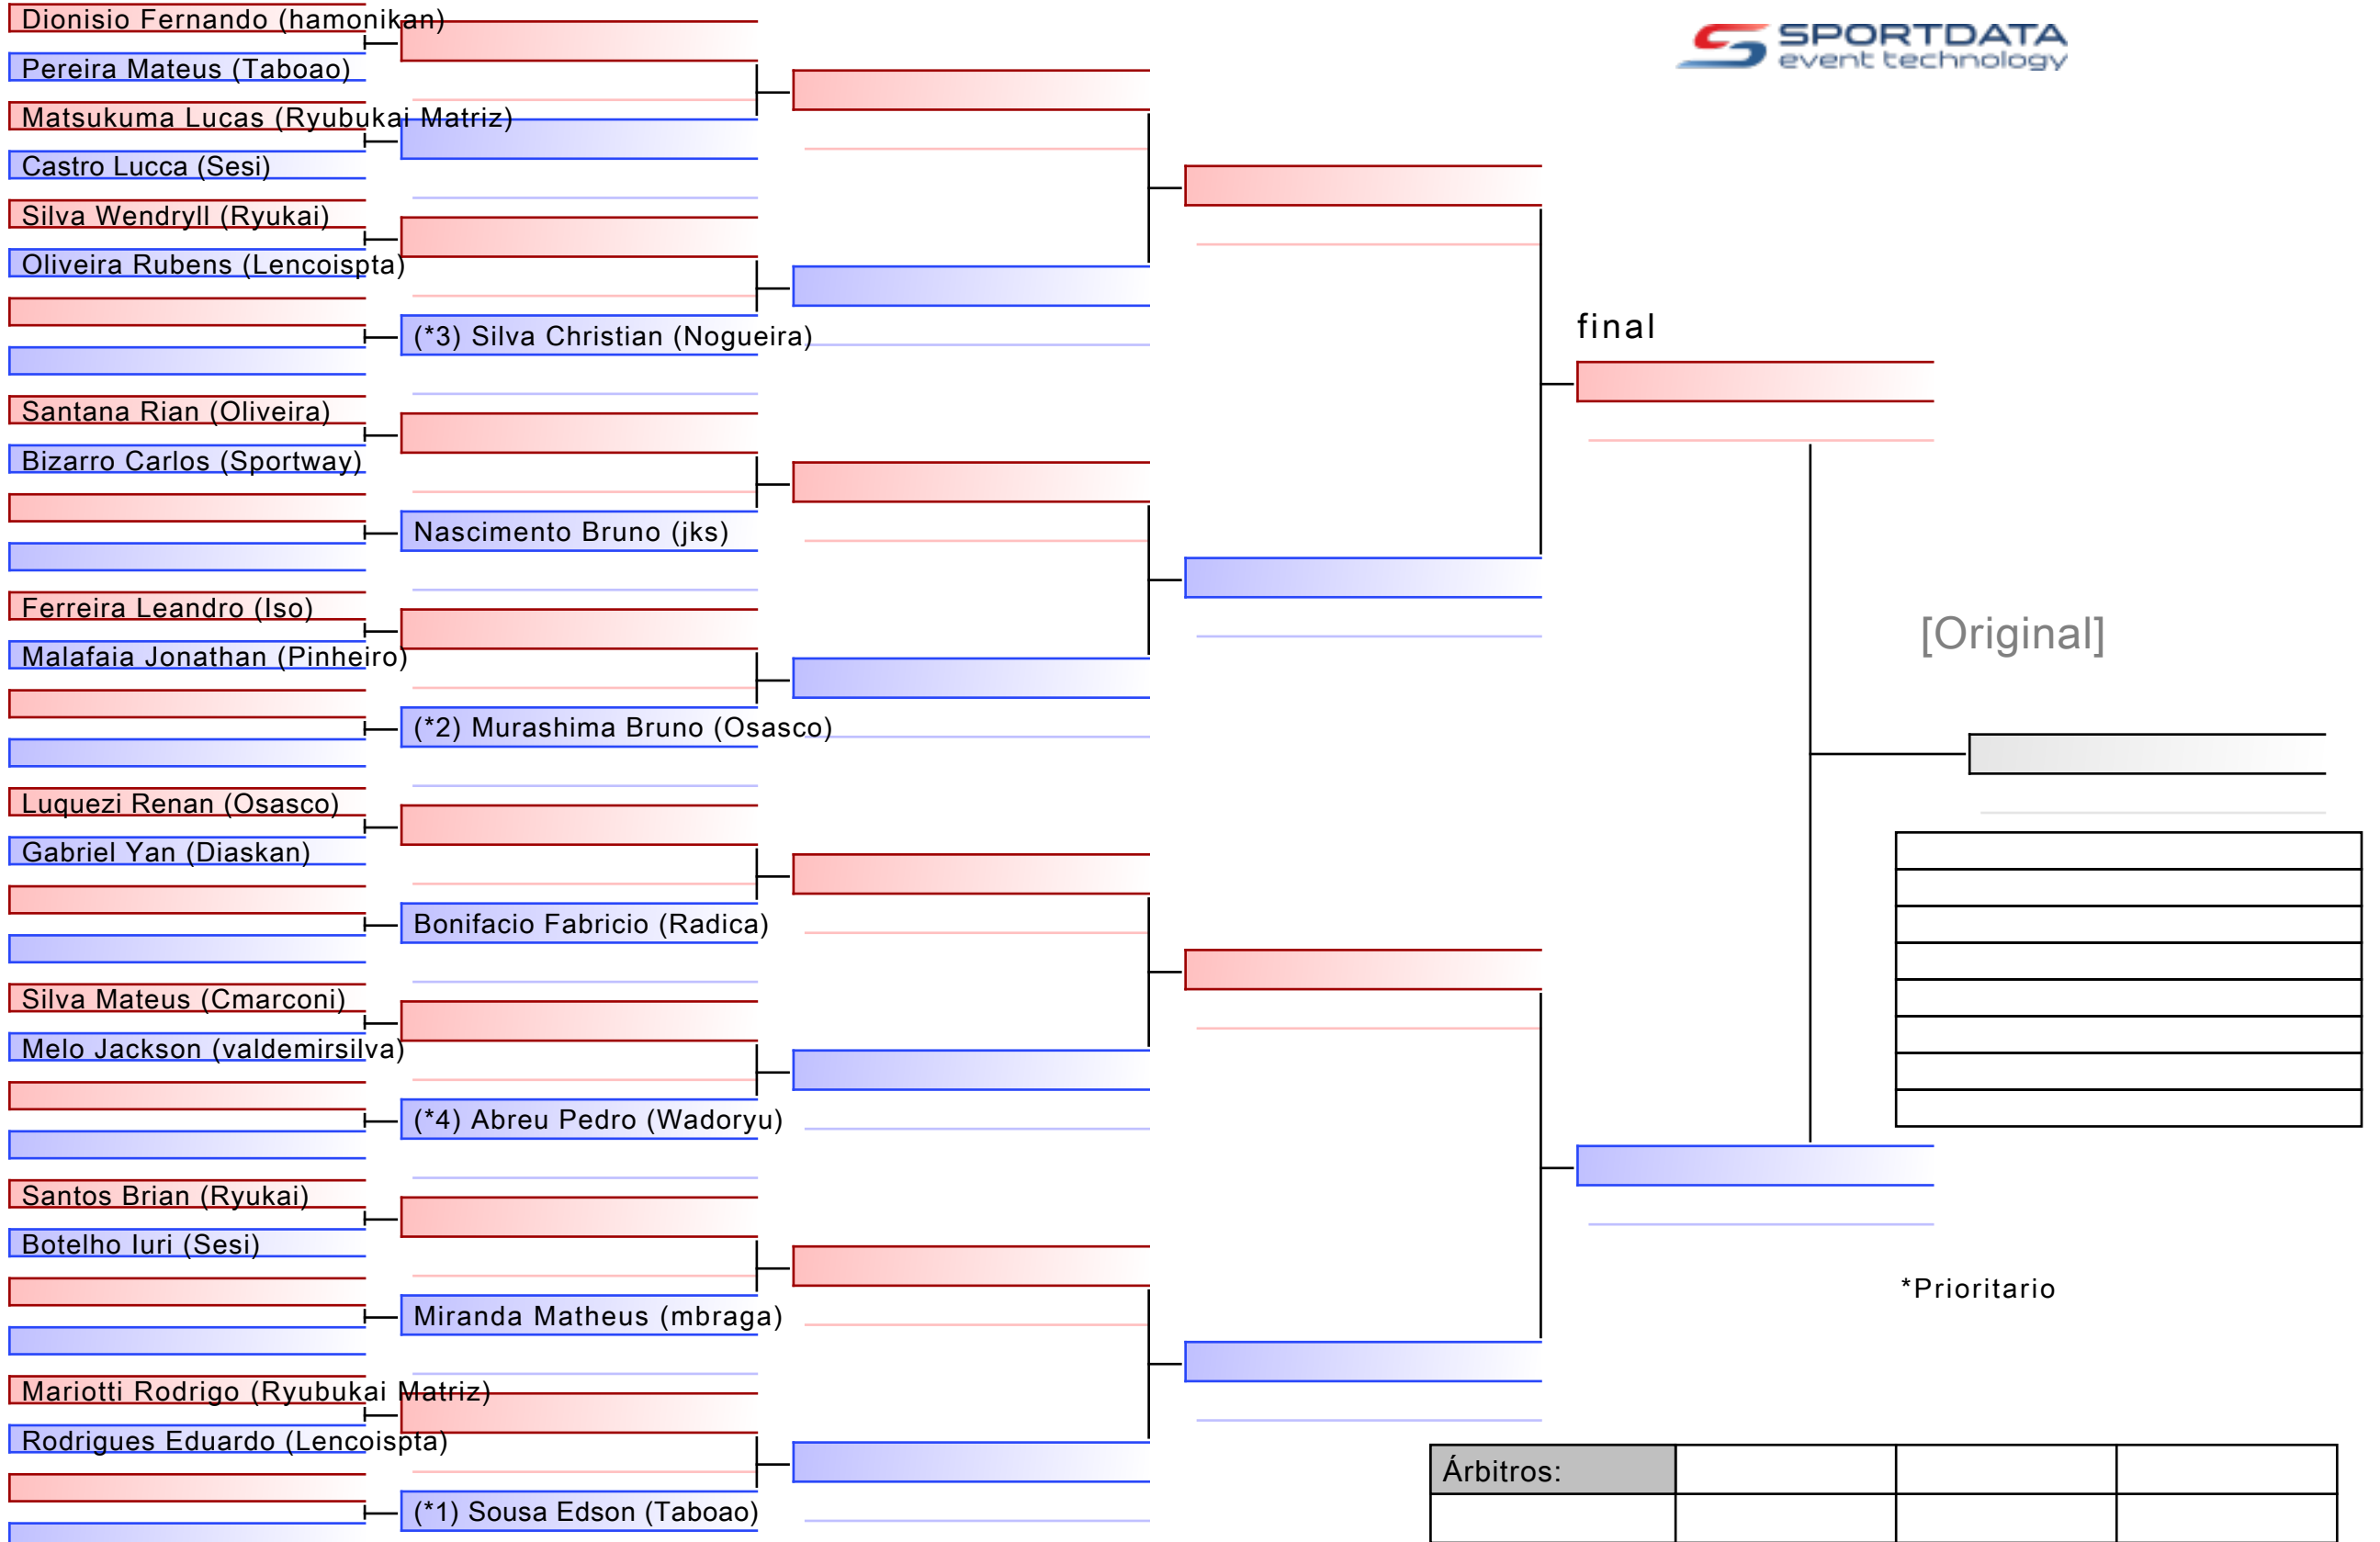 Dionisio Fernando (hamonikan)
Pereira Mateus (Taboao)
Matsukuma Lucas (Ryubukai Matriz)
Castro Lucca (Sesi)
Silva Wendryll (Ryukai)
Oliveira Rubens (Lencoispta)
Santana Rian (Oliveira)
Bizarro Carlos (Sportway)
Ferreira Leandro (Iso)
Malafaia Jonathan (Pinheiro)
Luquezi Renan (Osasco)
Gabriel Yan (Diaskan)
Silva Mateus (Cmarconi)
Melo Jackson (valdemirsilva)
Santos Brian (Ryukai)
Botelho Iuri (Sesi)
Mariotti Rodrigo (Ryubukai Matriz)
Rodrigues Eduardo (Lencoispta)
(*3) Silva Christian (Nogueira)
Nascimento Bruno (jks)
(*2) Murashima Bruno (Osasco)
Bonifacio Fabricio (Radica)
(*4) Abreu Pedro (Wadoryu)
Miranda Matheus (mbraga)
(*1) Sousa Edson (Taboao)
SPORTDATA
event technology
final
[Original]
*Prioritario
Árbitros: